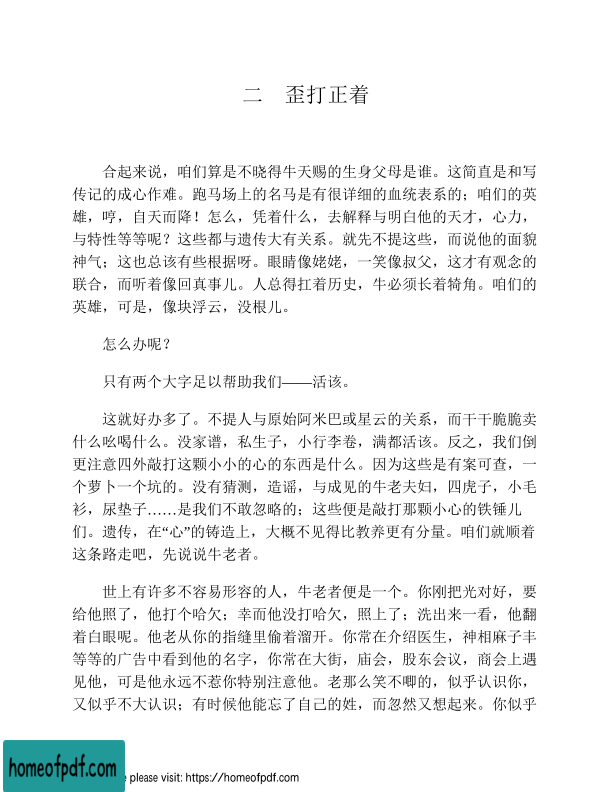 二　歪打正着
合起来说，咱们算是不晓得牛天赐的生身父母是谁。这简直是和写
传记的成心作难。跑马场上的名马是有很详细的血统表系的；咱们的英
雄，哼，自天而降！怎么，凭着什么，去解释与明白他的天才，心力，
与特性等等呢？这些都与遗传大有关系。就先不提这些，而说他的面貌
神气；这也总该有些根据呀。眼睛像姥姥，一笑像叔父，这才有观念的
联合，而听着像回真事儿。人总得扛着历史，牛必须长着犄角。咱们的
英雄，可是，像块浮云，没根儿。
怎么办呢？
只有两个大字足以帮助我们——活该。
这就好办多了。不提人与原始阿米巴或星云的关系，而干干脆脆卖
什么吆喝什么。没家谱，私生子，小行李卷，满都活该。反之，我们倒
更注意四外敲打这颗小小的心的东西是什么。因为这些是有案可查，一
个萝卜一个坑的。没有猜测，造谣，与成见的牛老夫妇，四虎子，小毛
衫，尿垫子……是我们不敢忽略的；这些便是敲打那颗小心的铁锤儿
们。遗传，在“心”的铸造上，大概不见得比教养更有分量。咱们就顺着
这条路走吧，先说说牛老者。
世上有许多不容易形容的人，牛老者便是一个。你刚把光对好，要
给他照了，他打个哈欠；幸而他没打哈欠，照上了；洗出来一看，他翻
着白眼呢。他老从你的指缝里偷着溜开。你常在介绍医生，神相麻子丰
等等的广告中看到他的名字，你常在大街，庙会，股东会议，商会上遇
见他，可是他永远不惹你特别注意他。老那么笑不唧的，似乎认识你，
又似乎不大认识；有时候他能忘了自己的姓，而忽然又想起来。你似乎
homeofpdf.com
e please visit: https://homeofpdf.com